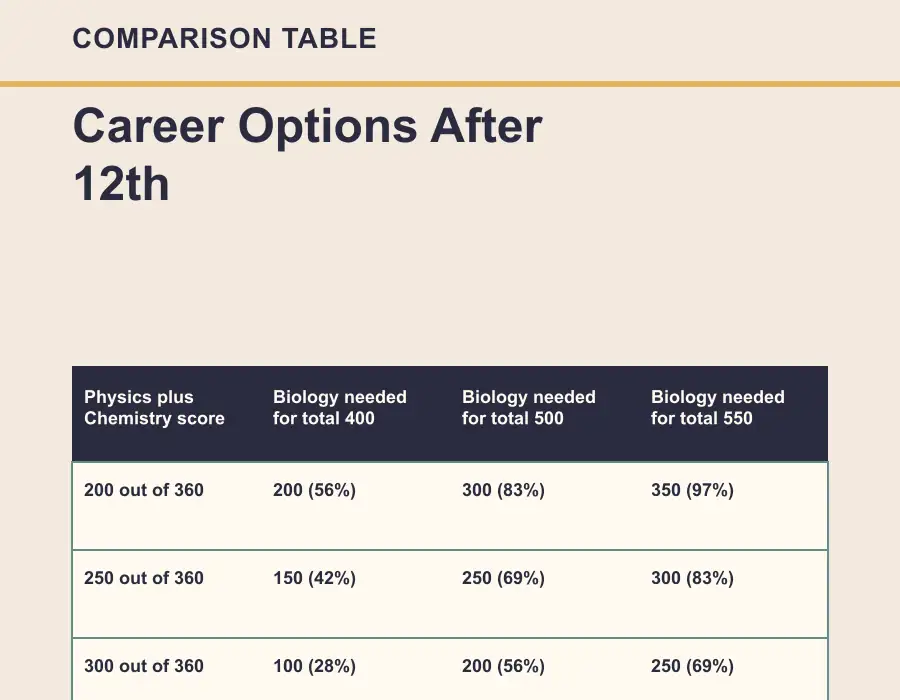 COMPARISON TABLE
Career Options After
12th
Physics plus
Chemistry score
Biology needed
for total 400
Biology needed
for total 500
Biology needed
for total 550
200 out of 360
200 (56%)
300 (83%)
350 (97%)
250 out of 360
150 (42%)
250 (69%)
300 (83%)
300 out of 360
100 (28%)
200 (56%)
250 (69%)